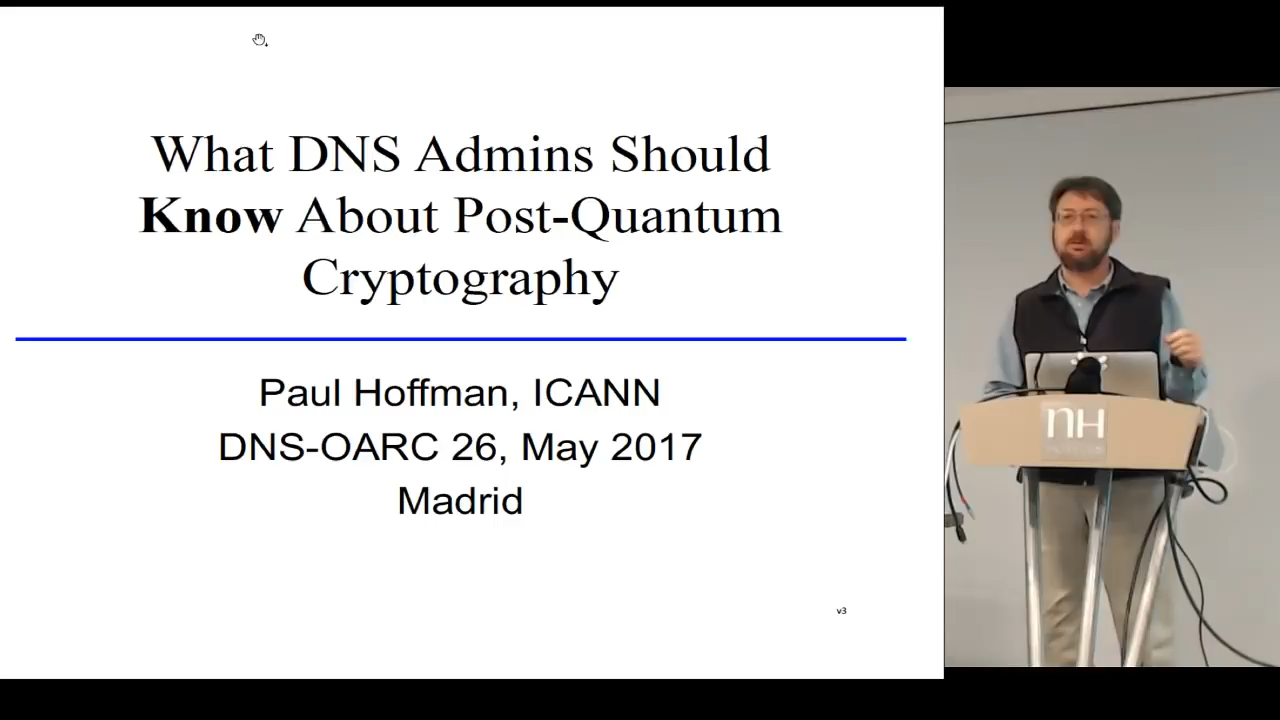 What DNS Admins Should
Know About Post-Quantum
Cryptography
Paul Hoffman, ICANN
DNS-OARC 26, May 2017
Madrid
v3
nH